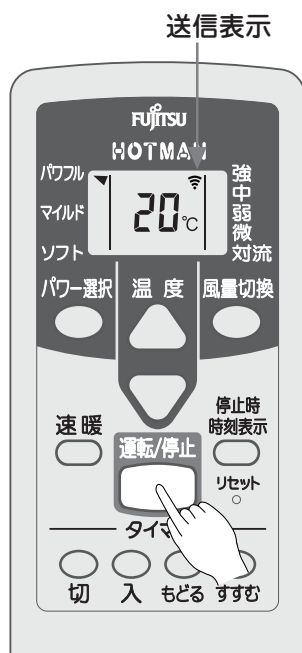 送信表示
FUJITSU
HOTMAN
パワフル
マイルド
ソフト
20℃
強
中
弱
微
対流
パワー選択
温度
風量切換
速暖
運転/停止
停止時
時刻表示
リセット
タイマ
切
入
もどる
すすむ